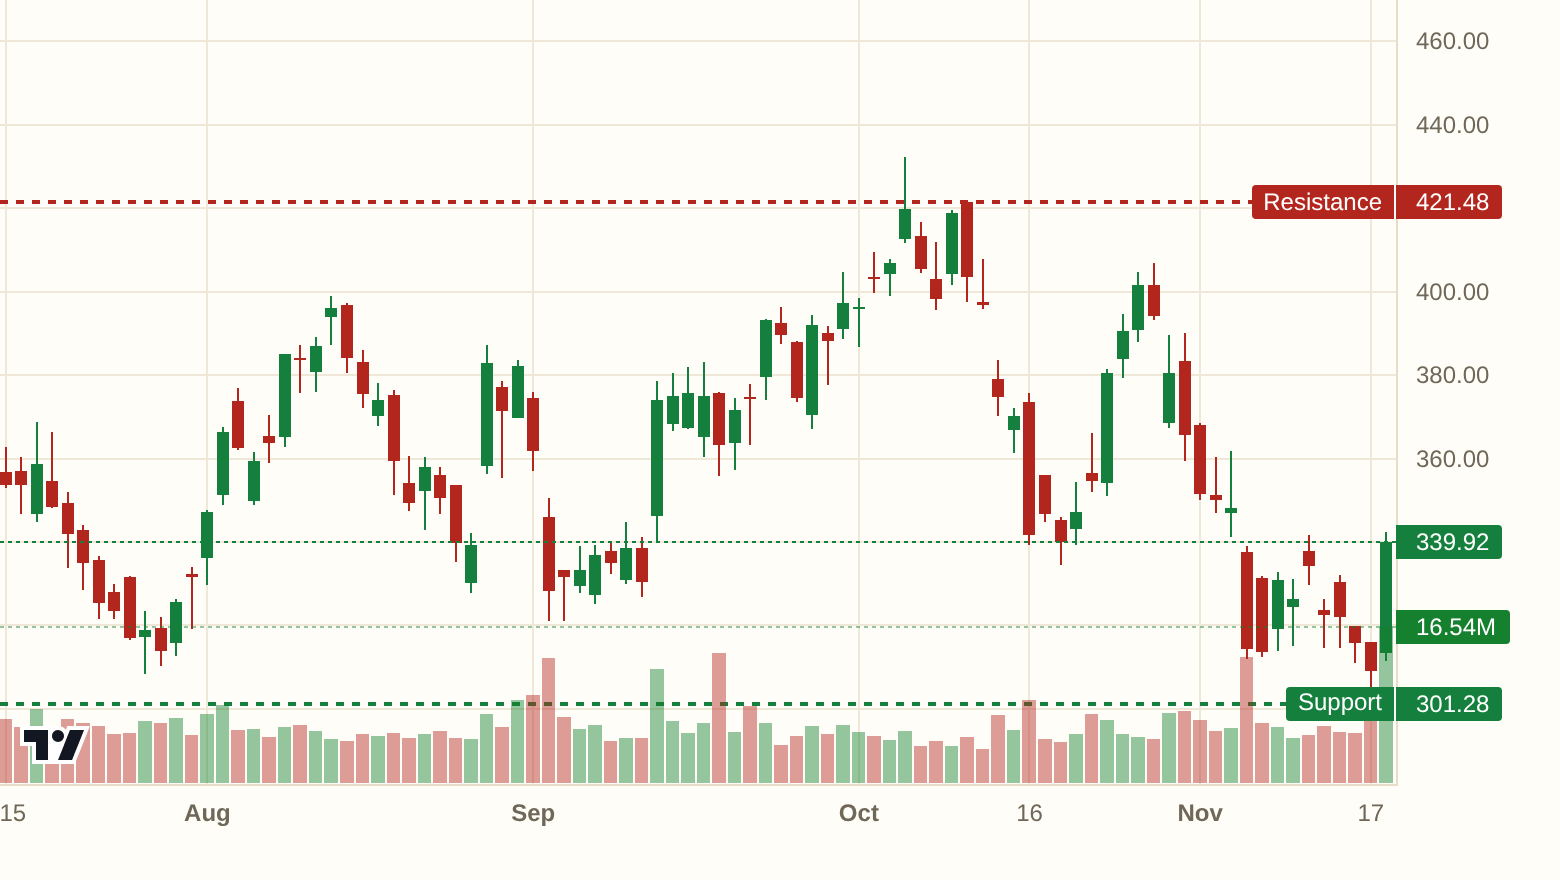 460.00
440.00
Resistance 421.48
400.00
380.00
360.00
339.92
16.54M
Support 301.28
15 Aug Sep Oct 16 Nov 17